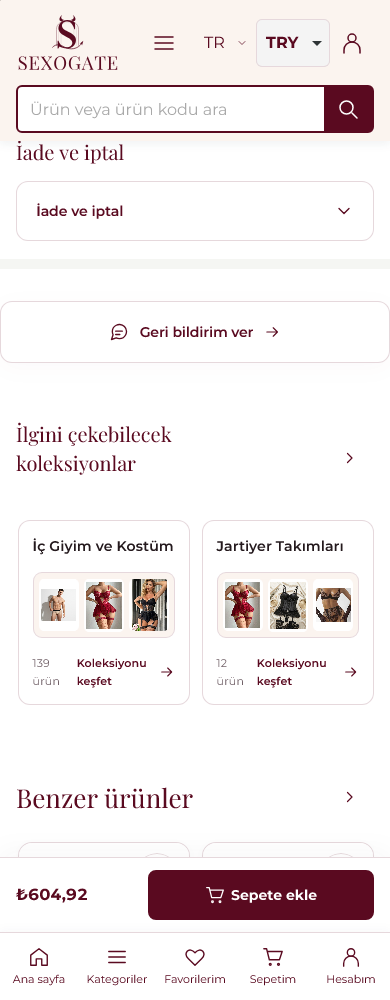 SEXOGATE
TR
TRY
Ürün veya ürün kodu ara
İade ve iptal
İade ve iptal
Geri bildirim ver
İlgini çekebilecek
koleksiyonlar
İç Giyim ve Kostüm
139
ürün
Koleksiyonu
keşfet
Jartiyer Takımları
12
ürün
Koleksiyonu
keşfet
Benzer ürünler
₺604,92
Sepete ekle
Ana sayfa
Kategoriler
Favorilerim
Sepetim
Hesabım